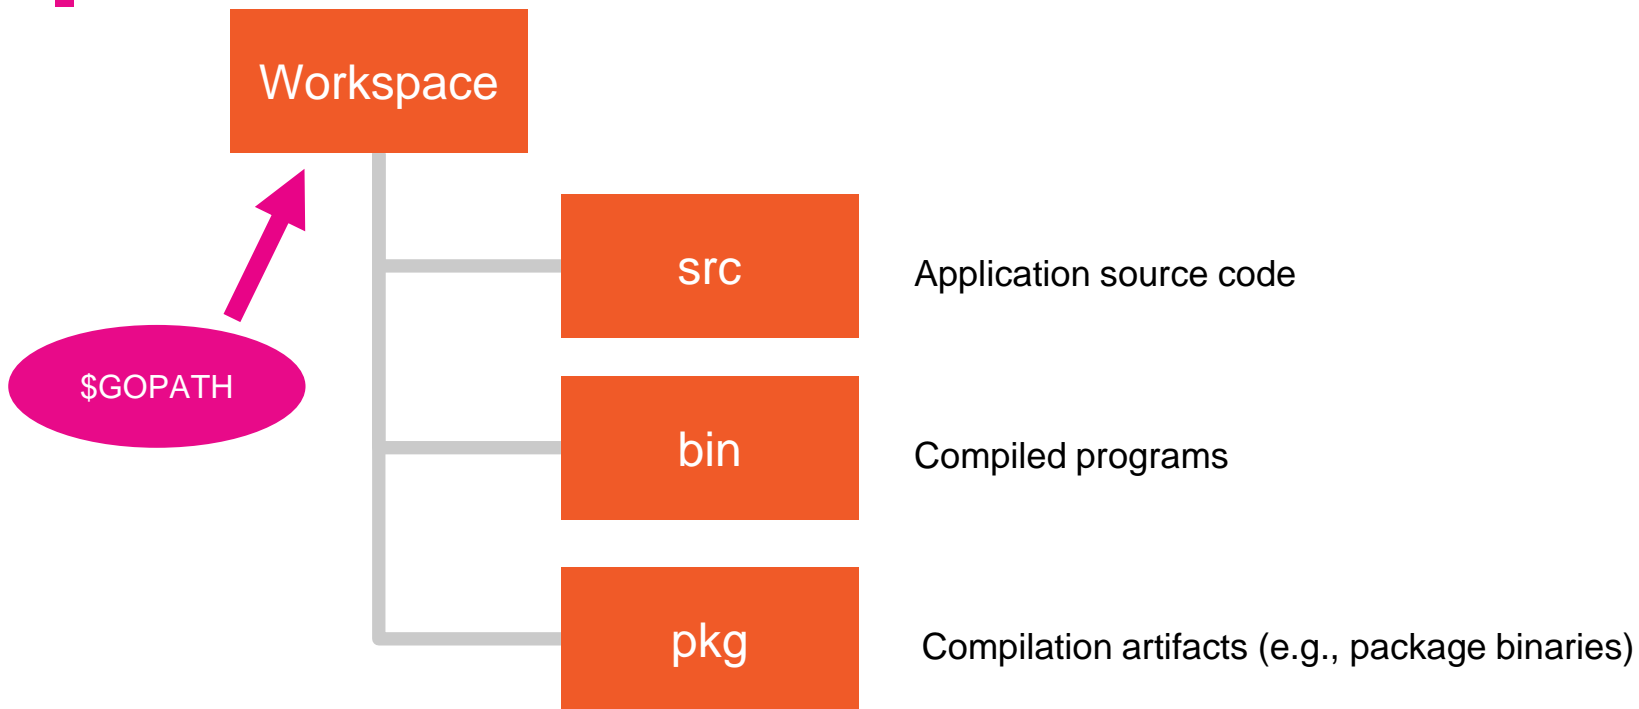 Workspace
src
Application source code
$GOPATH
bin
Compiled programs
pkg
Compilation artifacts (e.g., package binaries)